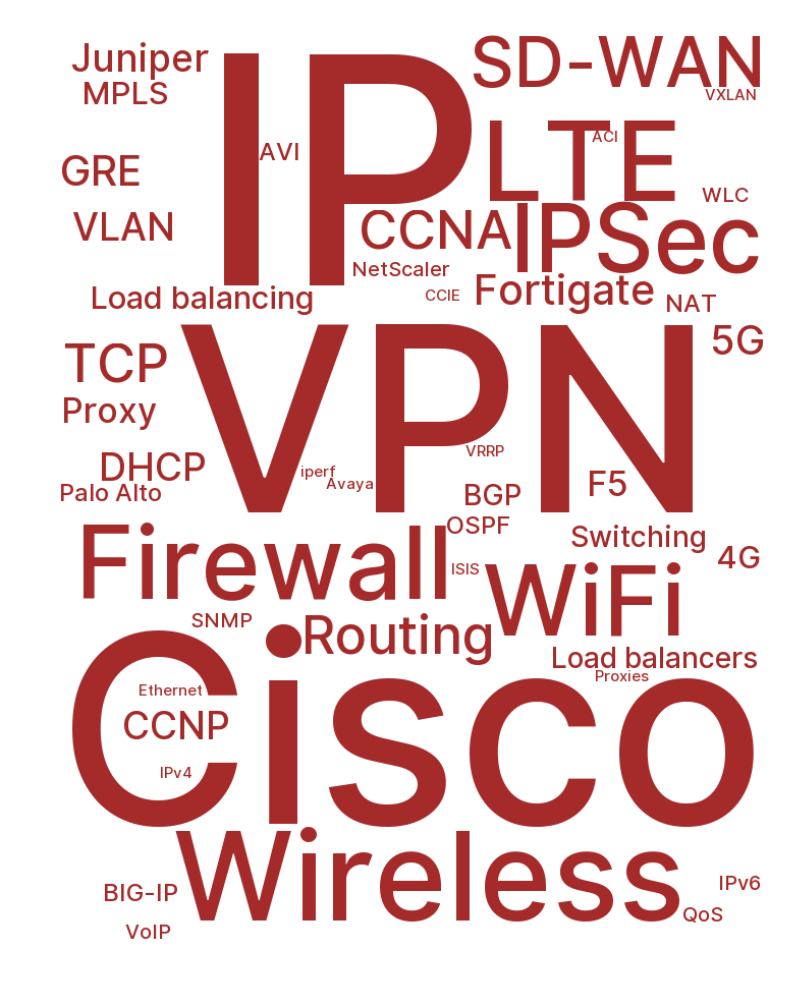 Juniper
SD-WAN
MPLS
VXLAN
IP
LTE
ACI
AVI
GRE
WLC
VLAN
CCNA
IPSec
NetScaler
Load balancing
CCIE
Fortigate
NAT
VPN
5G
TCP
Proxy
VRRP
DHCP
iperf
Avaya
F5
Palo Alto
BGP
OSPF
Switching
Firewall
4G
ISIS
WiFi
SNMP
Routing
Load balancers
Proxies
Cisco
Ethernet
CCNP
IPv4
Wireless
BIG-IP
IPv6
QoS
VoIP